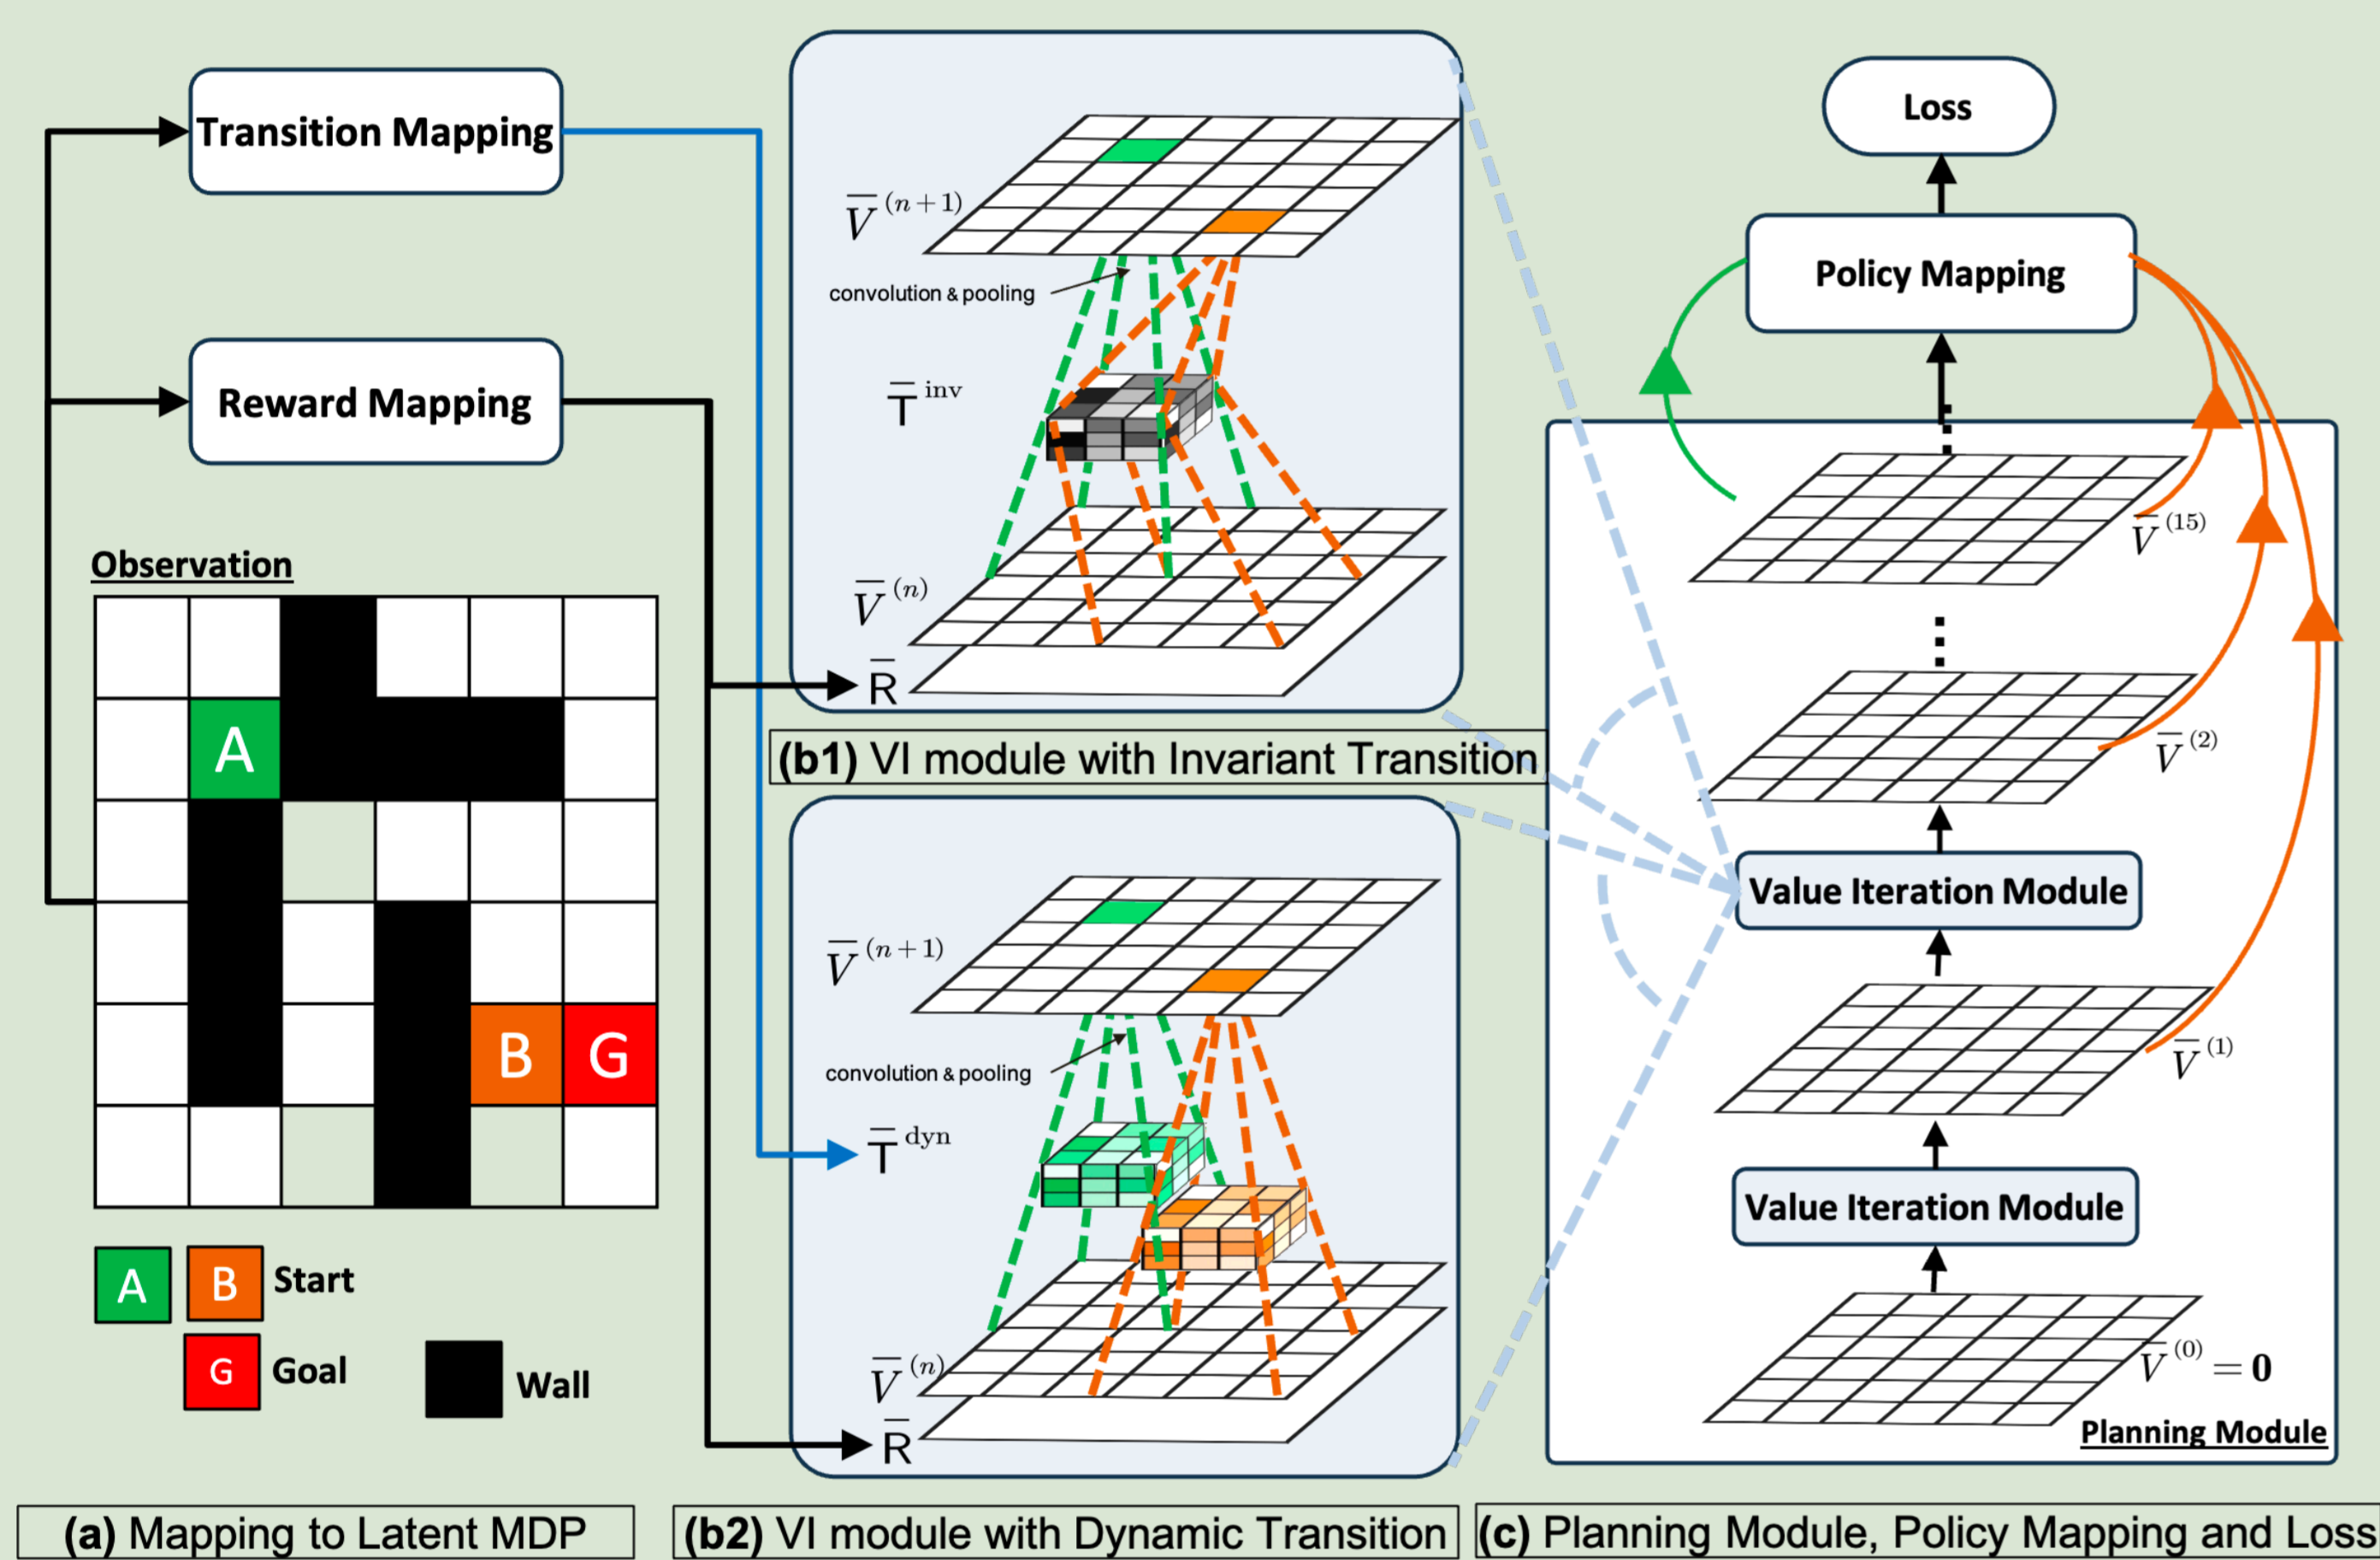 Transition Mapping
Reward Mapping
Observation
A
B
G
A
B
Start
G
Goal
Wall
(a) Mapping to Latent MDP
V̅ (n+1)
convolution & pooling
T̅ inv
V̅ (n)
R̅
(b1) VI module with Invariant Transition
V̅ (n+1)
convolution & pooling
T̅ dyn
V̅ (n)
R̅
(b2) VI module with Dynamic Transition
Loss
Policy Mapping
V̅ (15)
V̅ (2)
Value Iteration Module
V̅ (1)
Value Iteration Module
V̅ (0) = 0
Planning Module
(c) Planning Module, Policy Mapping and Loss